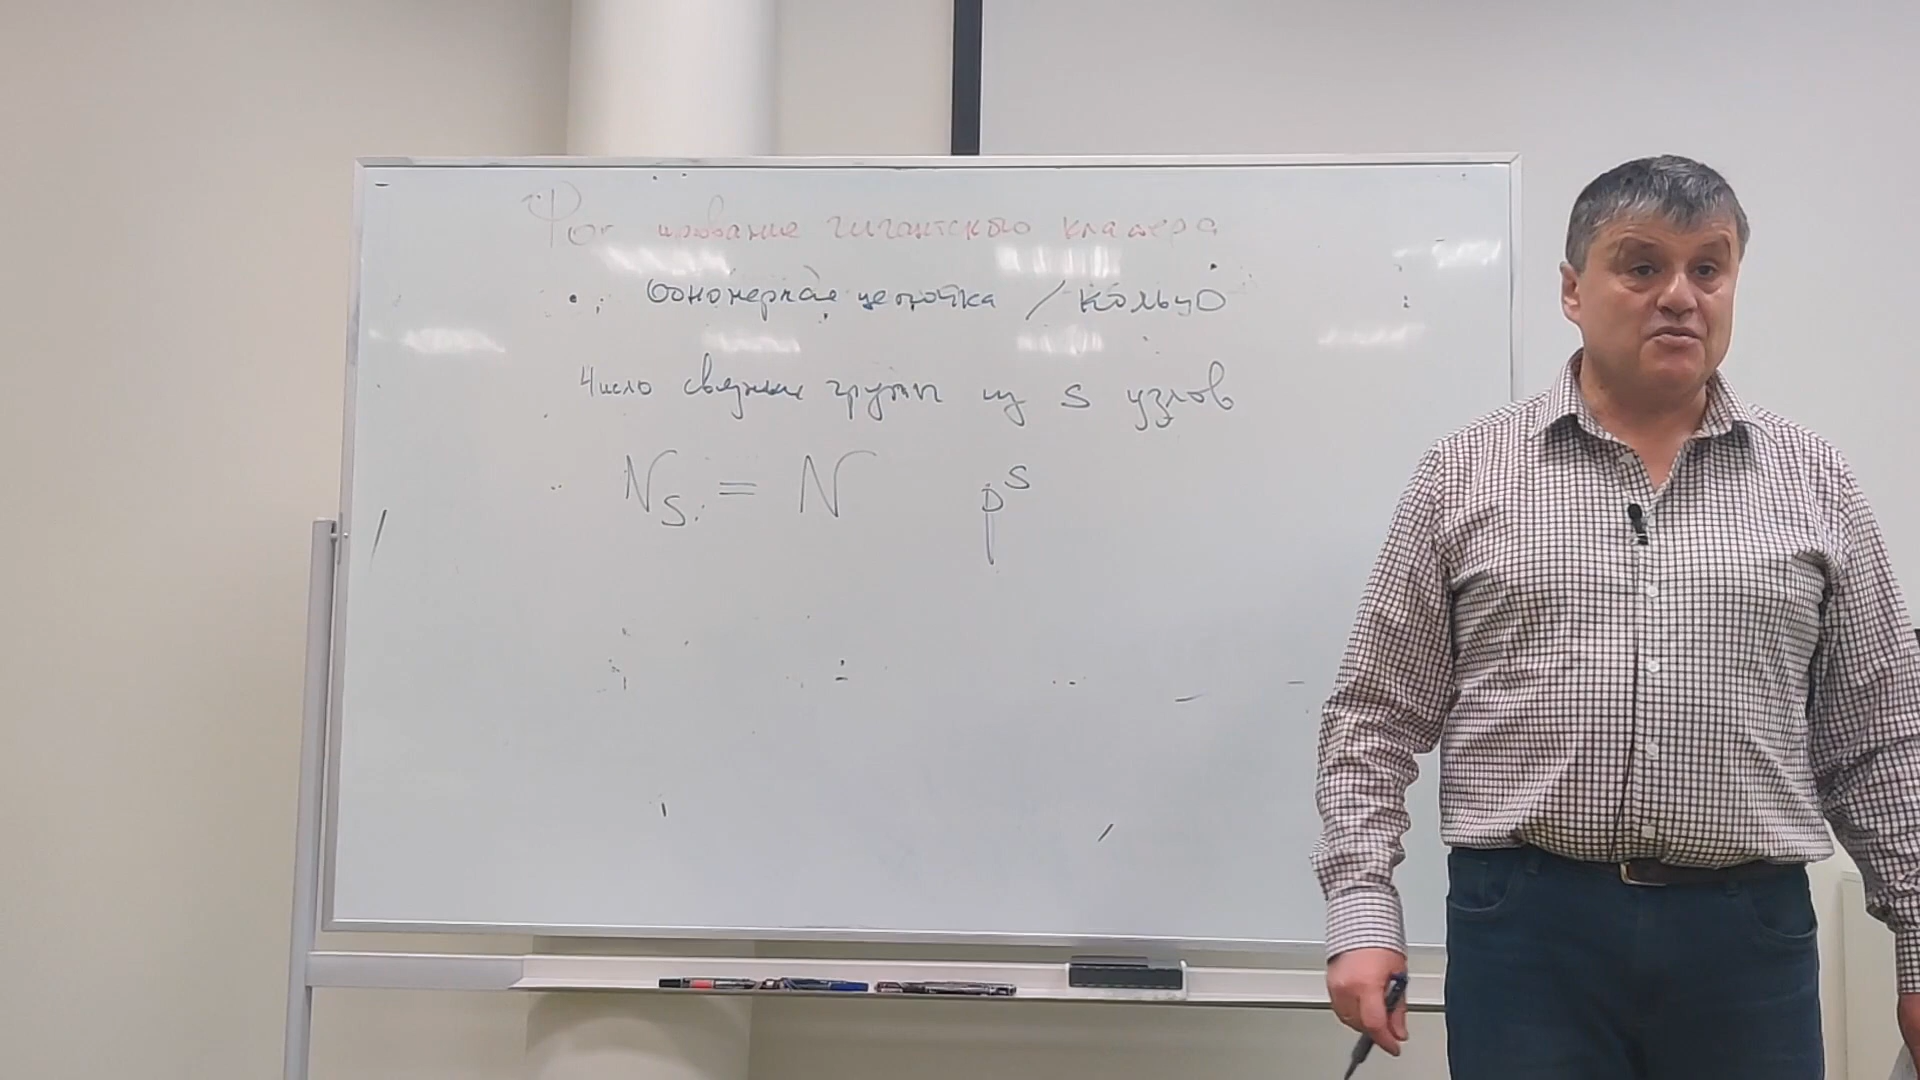 Формирование гигантского кластера
• Одномерная цепочка / кольцо
Число связных групп из s узлов
N_S = N p^S